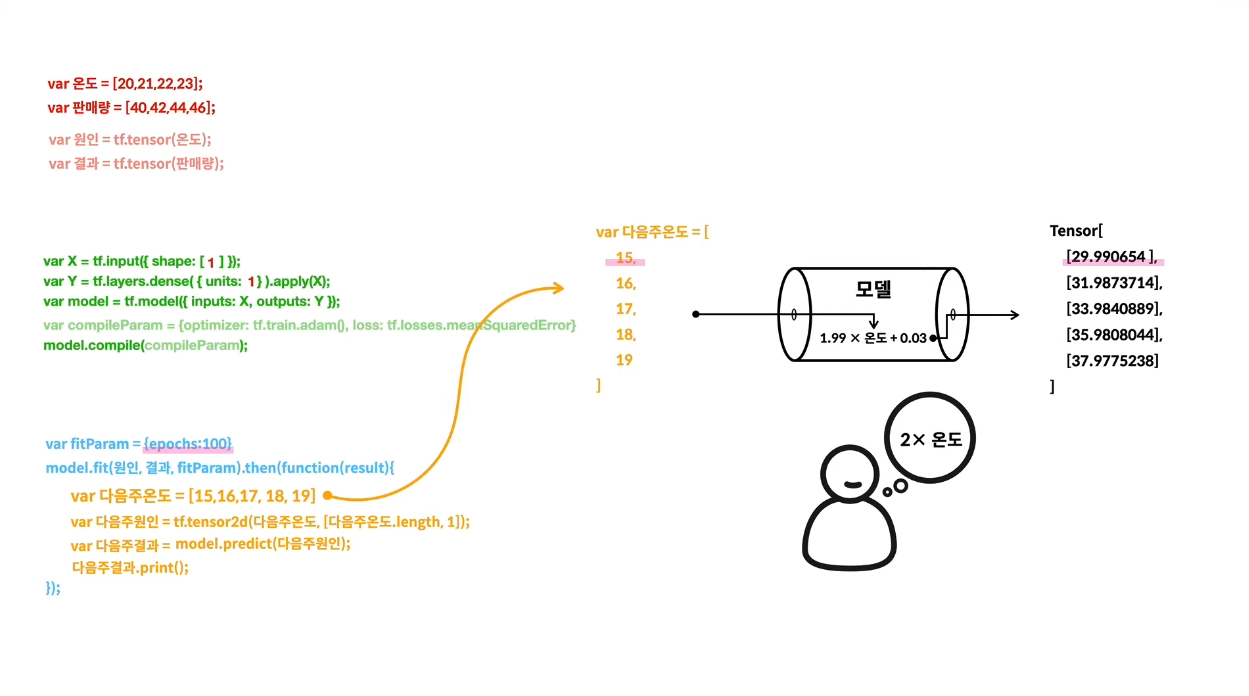 var 온도 = [20,21,22,23];
var 판매량 = [40,42,44,46];
var 원인 = tf.tensor(온도);
var 결과 = tf.tensor(판매량);
var X = tf.input({ shape: [ 1 ] });
var Y = tf.layers.dense( { units: 1 } ).apply(X);
var model = tf.model({ inputs: X, outputs: Y });
var compileParam = {optimizer: tf.train.adam(), loss: tf.losses.meanSquaredError}
model.compile(compileParam);
var fitParam = {epochs:100}
model.fit(원인, 결과, fitParam).then(function(result){
var 다음주온도 = [15,16,17, 18, 19]
var 다음주원인 = tf.tensor2d(다음주온도, [다음주온도.length, 1]);
var 다음주결과 = model.predict(다음주원인);
다음주결과.print();
});
var 다음주온도 = [
15,
16,
17,
18,
19
]
모델
1.99 × 온도 + 0.03
2× 온도
Tensor[
[29.990654 ],
[31.9873714],
[33.9840889],
[35.9808044],
[37.9775238]
]